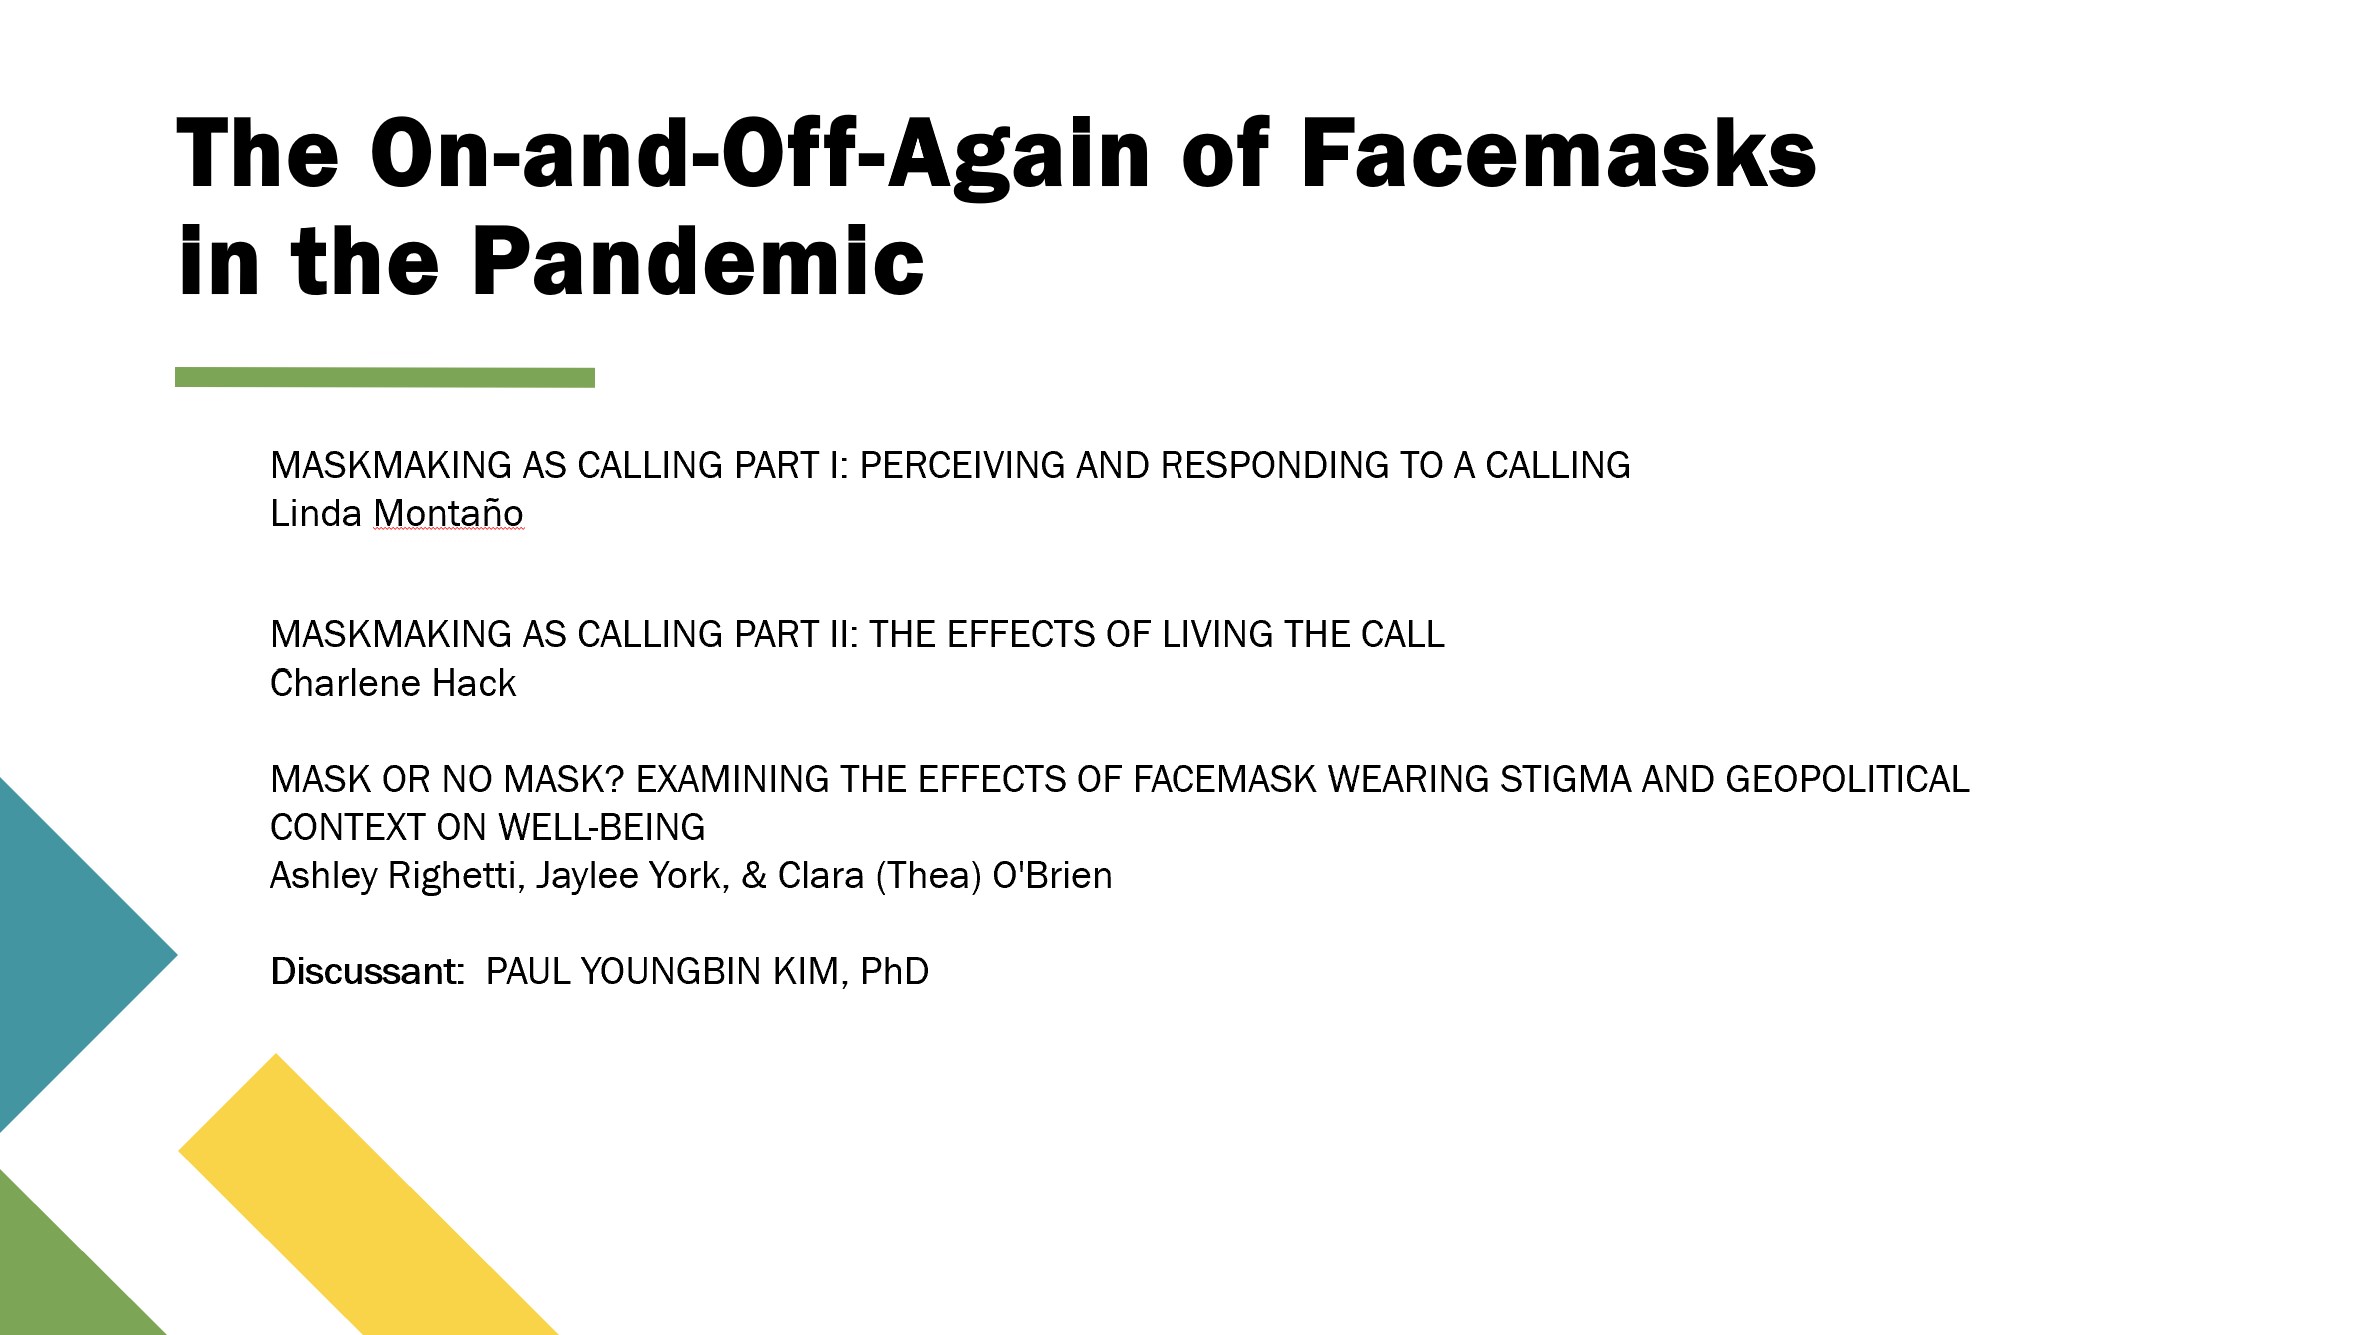 The On-and-Off-Again of Facemasks
in the Pandemic
MASKMAKING AS CALLING PART I: PERCEIVING AND RESPONDING TO A CALLING
Linda Montaño
MASKMAKING AS CALLING PART II: THE EFFECTS OF LIVING THE CALL
Charlene Hack
MASK OR NO MASK? EXAMINING THE EFFECTS OF FACEMASK WEARING STIGMA AND GEOPOLITICAL
CONTEXT ON WELL-BEING
Ashley Righetti, Jaylee York, & Clara (Thea) O'Brien
Discussant:  PAUL YOUNGBIN KIM, PhD